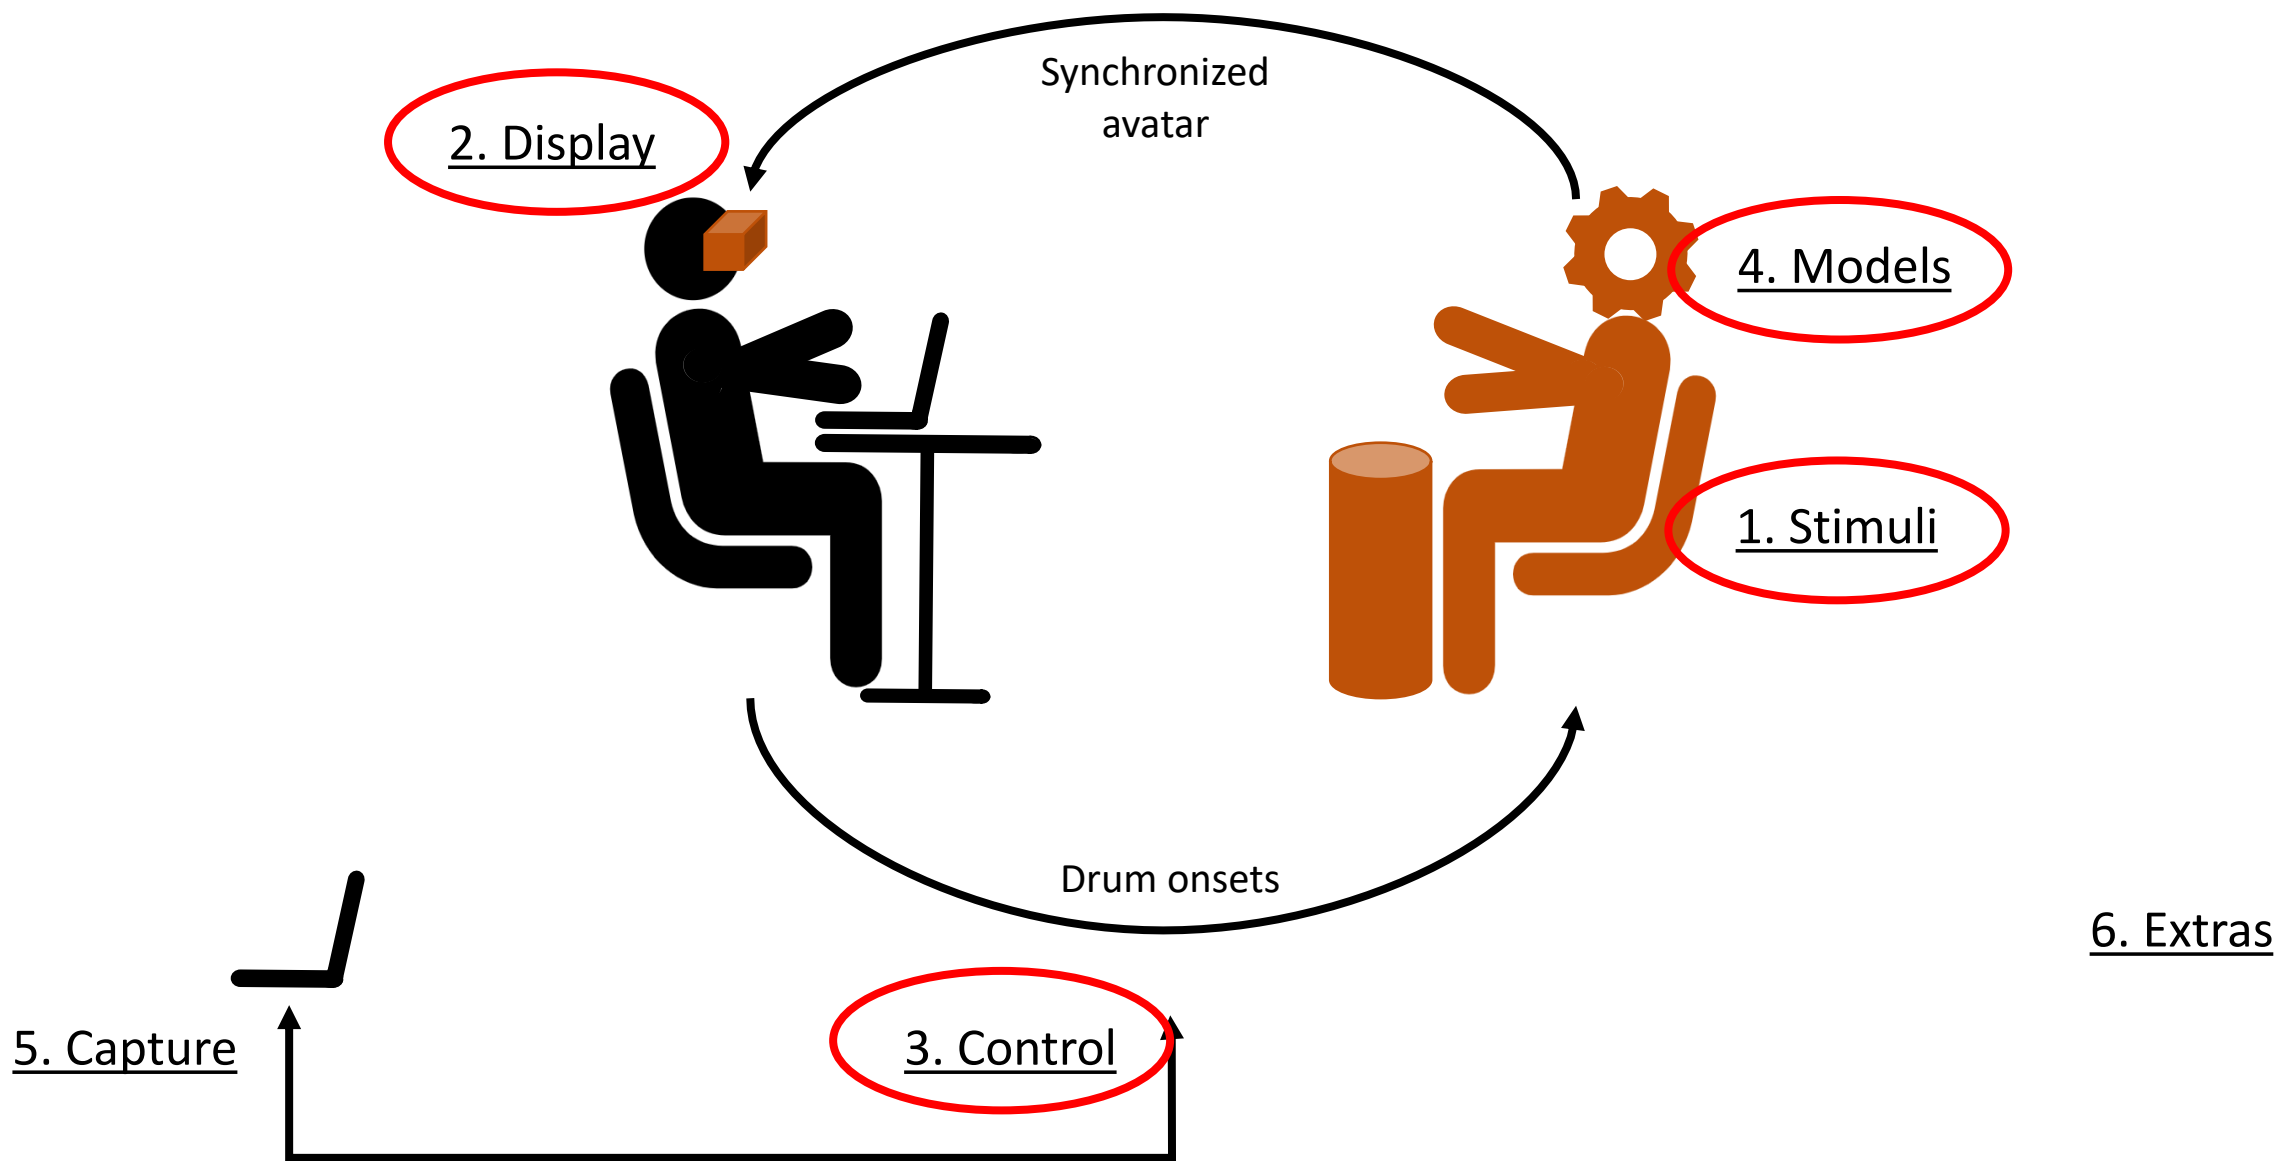 Synchronized
avatar
2. Display
4. Models
1. Stimuli
Drum onsets
6. Extras
5. Capture
3. Control